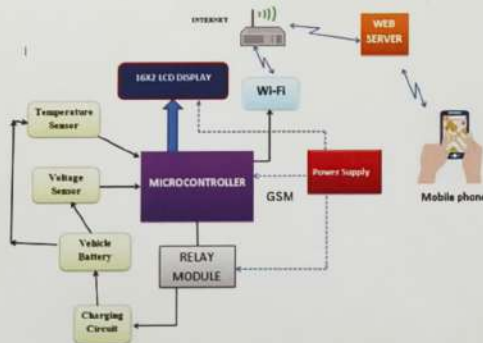 INTERNET
WEB
SERVER
16X2 LCD DISPLAY
Wi-Fi
Temperature
Sensor
Voltage
Sensor
MICROCONTROLLER
Power Supply
GSM
Mobile phone
Vehicle
Battery
RELAY
MODULE
Charging
Circuit